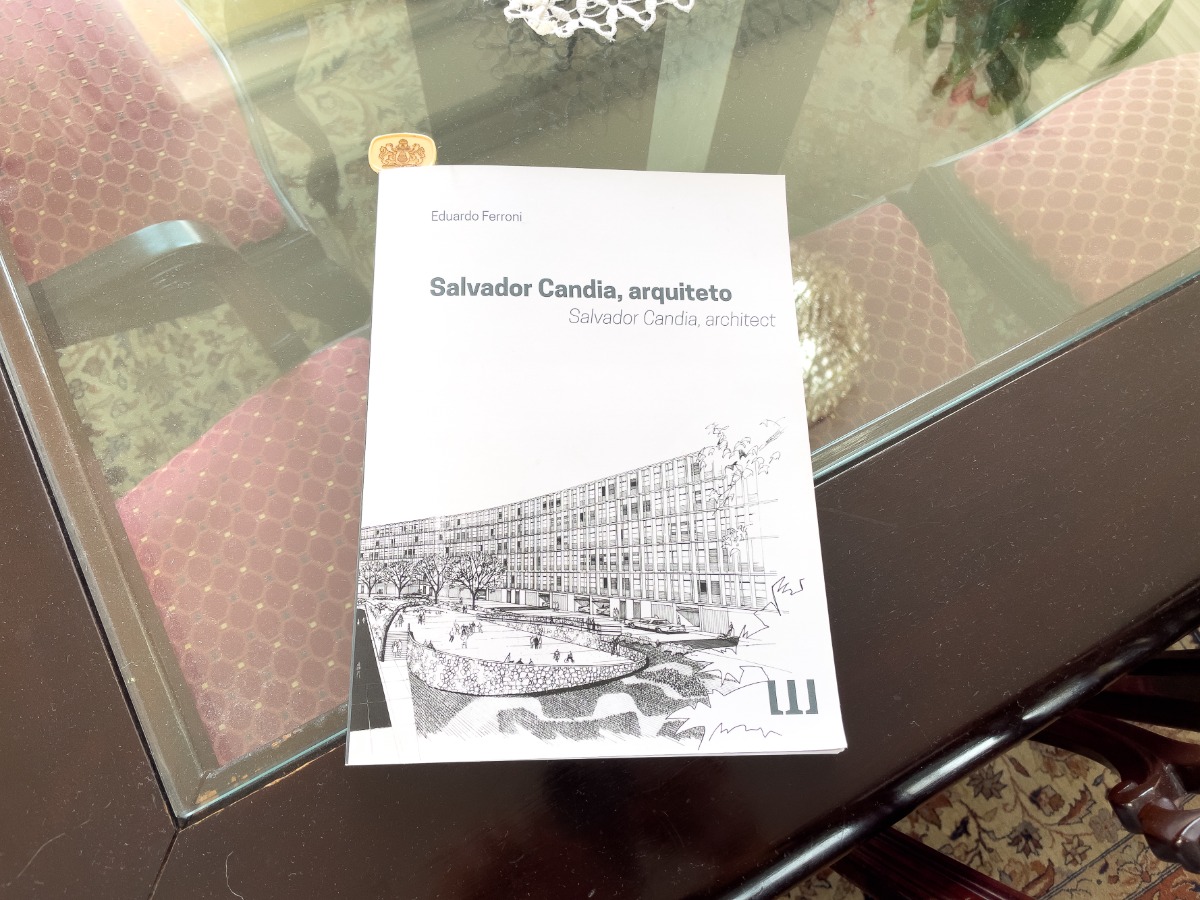 Eduardo Ferroni
Salvador Candia, arquiteto
Salvador Candia, architect